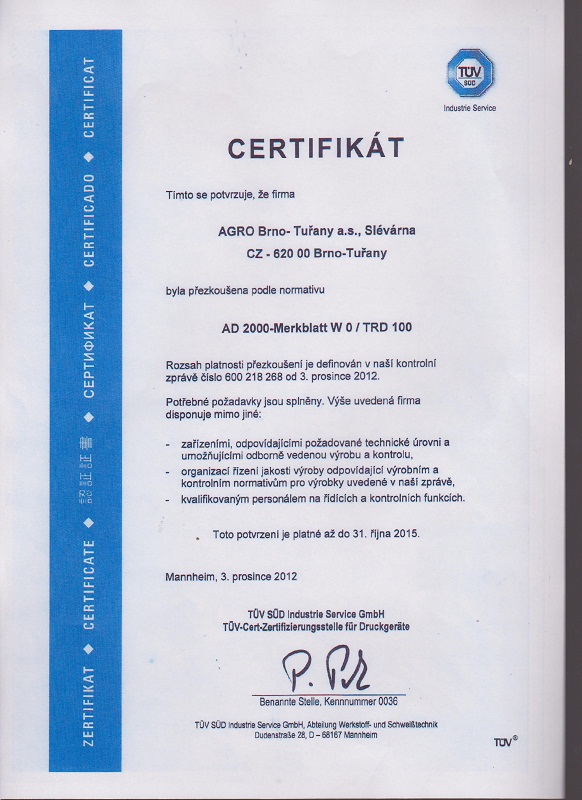 ZERTIFIKAT ◆ CERTIFICATE ◆ 認証証書 ◆ СЕРТИФИКАТ ◆ CERTIFICADO ◆ CERTIFICAT
TÜV
SÜD
Industrie Service
CERTIFIKÁT
Tímto se potvrzuje, že firma
AGRO Brno- Tuřany a.s., Slévárna
CZ - 620 00 Brno-Tuřany
byla přezkoušena podle normativu
AD 2000-Merkblatt W 0 / TRD 100
Rozsah platnosti přezkoušení je definován v naší kontrolní
zprávě číslo 600 218 268 od 3. prosince 2012.
Potřebné požadavky jsou splněny. Výše uvedená firma
disponuje mimo jiné:
- zařízeními, odpovídajícími požadované technické úrovni a
umožňujícími odborně vedenou výrobu a kontrolu,
- organizací řízení jakosti výroby odpovídající výrobním a
kontrolním normativům pro výrobky uvedené v naší zprávě,
- kvalifikovaným personálem na řídících a kontrolních funkcích.
Toto potvrzení je platné až do 31. října 2015.
Mannheim, 3. prosince 2012
TÜV SÜD Industrie Service GmbH
TÜV-Cert-Zertifizierungsstelle für Druckgeräte
Benannte Stelle, Kennnummer 0036
TÜV SÜD Industrie Service GmbH, Abteilung Werkstoff- und Schweißtechnik
Dudenstraße 28, D – 68167 Mannheim
TÜV®